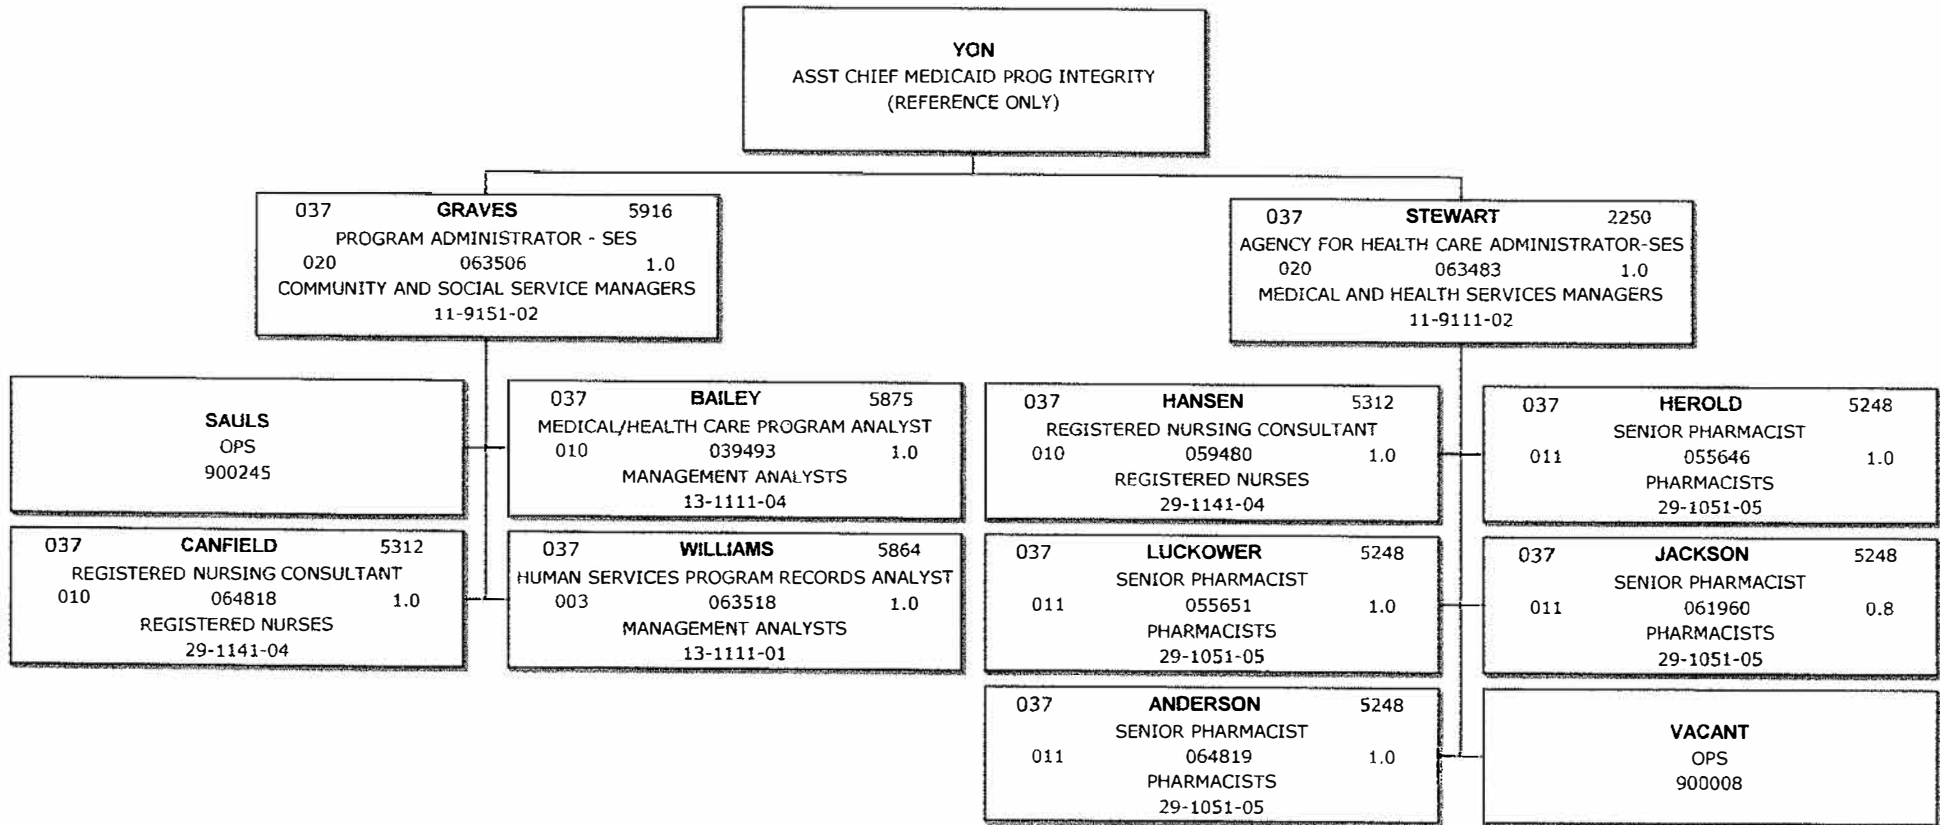 YON
ASST CHIEF MEDICAID PROG INTEGRITY
(REFERENCE ONLY)
037 GRAVES 5916
PROGRAM ADMINISTRATOR - SES
020 063506 1.0
COMMUNITY AND SOCIAL SERVICE MANAGERS
11-9151-02
037 STEWART 2250
AGENCY FOR HEALTH CARE ADMINISTRATOR-SES
020 063483 1.0
MEDICAL AND HEALTH SERVICES MANAGERS
11-9111-02
SAULS
OPS
900245
037 BAILEY 5875
MEDICAL/HEALTH CARE PROGRAM ANALYST
010 039493 1.0
MANAGEMENT ANALYSTS
13-1111-04
037 HANSEN 5312
REGISTERED NURSING CONSULTANT
010 059480 1.0
REGISTERED NURSES
29-1141-04
037 HEROLD 5248
SENIOR PHARMACIST
011 055646 1.0
PHARMACISTS
29-1051-05
037 CANFIELD 5312
REGISTERED NURSING CONSULTANT
010 064818 1.0
REGISTERED NURSES
29-1141-04
037 WILLIAMS 5864
HUMAN SERVICES PROGRAM RECORDS ANALYST
003 063518 1.0
MANAGEMENT ANALYSTS
13-1111-01
037 LUCKOWER 5248
SENIOR PHARMACIST
011 055651 1.0
PHARMACISTS
29-1051-05
037 JACKSON 5248
SENIOR PHARMACIST
011 061960 0.8
PHARMACISTS
29-1051-05
037 ANDERSON 5248
SENIOR PHARMACIST
011 064819 1.0
PHARMACISTS
29-1051-05
VACANT
OPS
900008